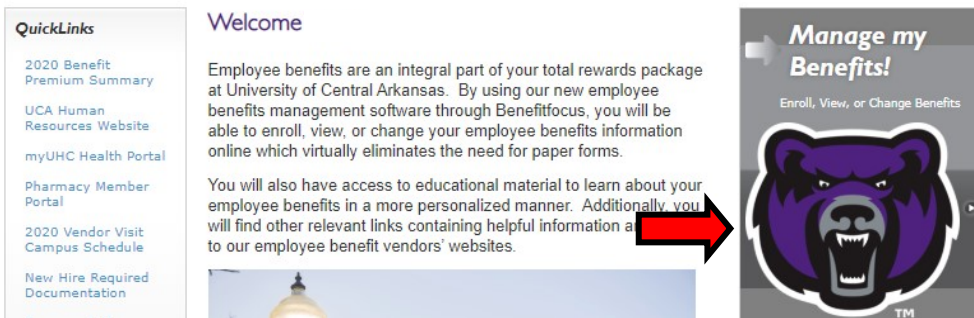 QuickLinks
2020 Benefit
Premium Summary
UCA Human
Resources Website
myUHC Health Portal
Pharmacy Member
Portal
2020 Vendor Visit
Campus Schedule
New Hire Required
Documentation
Welcome
Employee benefits are an integral part of your total rewards package
at University of Central Arkansas. By using our new employee
benefits management software through Benefitfocus, you will be
able to enroll, view, or change your employee benefits information
online which virtually eliminates the need for paper forms.
You will also have access to educational material to learn about your
employee benefits in a more personalized manner. Additionally, you
will find other relevant links containing helpful information
to our employee benefit vendors' websites.
Manage my
Benefits!
Enroll, View, or Change Benefits
TM